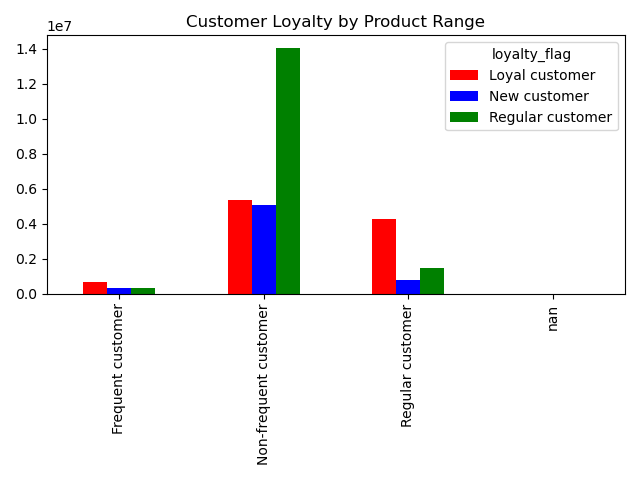 Customer Loyalty by Product Range
1e7
loyalty_flag
Loyal customer
New customer
Regular customer
1.4
1.2
1.0
0.8
0.6
0.4
0.2
0.0
Frequent customer
Non-frequent customer
Regular customer
nan